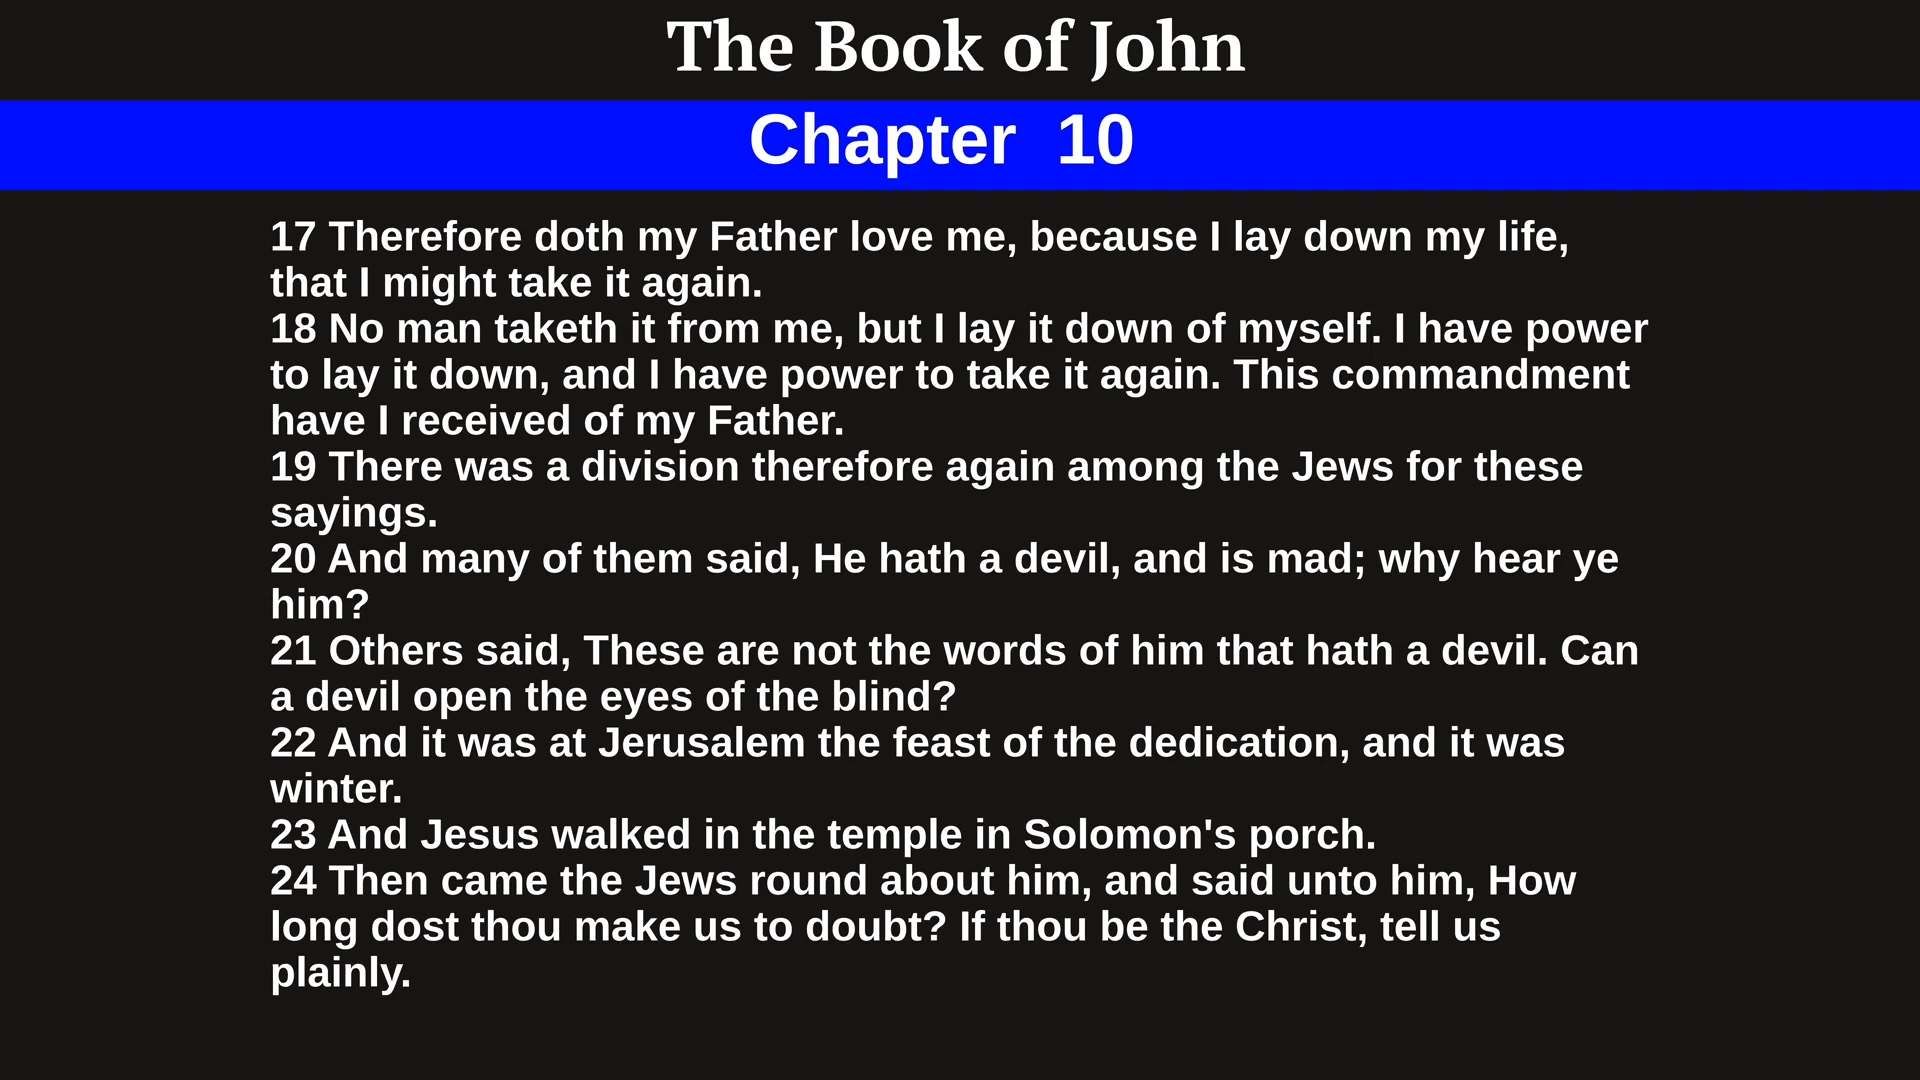 The Book of John
Chapter 10
17 Therefore doth my Father love me, because I lay down my life,
that I might take it again.
18 No man taketh it from me, but I lay it down of myself. I have power
to lay it down, and I have power to take it again. This commandment
have I received of my Father.
19 There was a division therefore again among the Jews for these
sayings.
20 And many of them said, He hath a devil, and is mad; why hear ye
him?
21 Others said, These are not the words of him that hath a devil. Can
a devil open the eyes of the blind?
22 And it was at Jerusalem the feast of the dedication, and it was
winter.
23 And Jesus walked in the temple in Solomon's porch.
24 Then came the Jews round about him, and said unto him, How
long dost thou make us to doubt? If thou be the Christ, tell us
plainly.